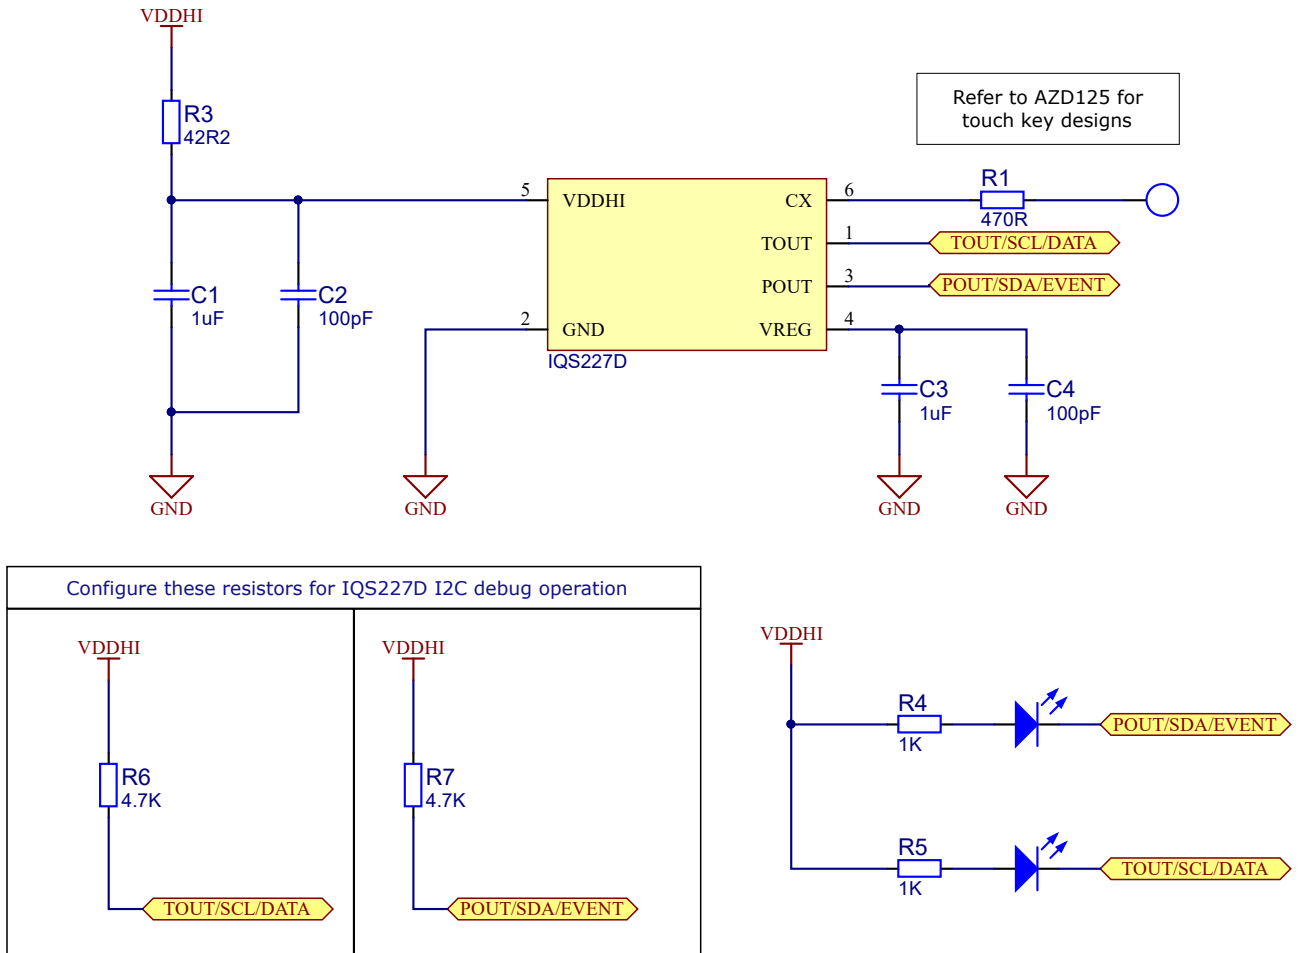 VDDHI
R3
42R2
C1
1uF
C2
100pF
GND
GND
5
VDDHI
2
GND
IQS227D
CX
6
TOUT
1
POUT
3
VREG
4
Refer to AZD125 for
touch key designs
R1
470R
TOUT/SCL/DATA
POUT/SDA/EVENT
C3
1uF
C4
100pF
GND
GND
Configure these resistors for IQS227D I2C debug operation
VDDHI
R6
4.7K
TOUT/SCL/DATA
VDDHI
R7
4.7K
POUT/SDA/EVENT
VDDHI
R4
1K
POUT/SDA/EVENT
R5
1K
TOUT/SCL/DATA